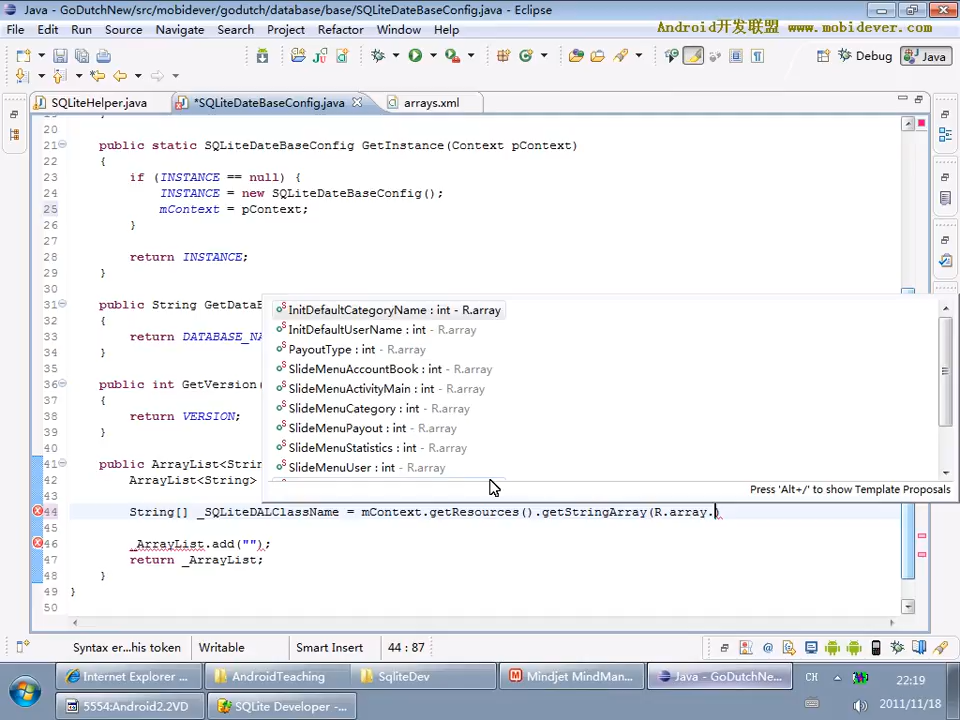 Java - GoDutchNew/src/mobidever/godutch/database/base/SQLiteDateBaseConfig.java - Eclipse
File Edit Run Source Navigate Search Project Refactor Window Help
Android开发联盟 www.mobidever.com
Debug Java
SQLiteHelper.java *SQLiteDateBaseConfig.java arrays.xml
20
21 public static SQLiteDateBaseConfig GetInstance(Context pContext)
22 {
23 if (INSTANCE == null) {
24 INSTANCE = new SQLiteDateBaseConfig();
25 mContext = pContext;
26 }
27
28 return INSTANCE;
29 }
30
31 public String GetDataB
32 {
33 return DATABASE_NA
34 }
35
36 public int GetVersion(
37 {
38 return VERSION;
39 }
40
41 public ArrayList<String
42 ArrayList<String>
43
44 String[] _SQLiteDALClassName = mContext.getResources().getStringArray(R.array.)
45
46 _ArrayList.add("");
47 return _ArrayList;
48 }
49 }
50
InitDefaultCategoryName : int - R.array
InitDefaultUserName : int - R.array
PayoutType : int - R.array
SlideMenuAccountBook : int - R.array
SlideMenuActivityMain : int - R.array
SlideMenuCategory : int - R.array
SlideMenuPayout : int - R.array
SlideMenuStatistics : int - R.array
SlideMenuUser : int - R.array
Press 'Alt+/' to show Template Proposals
Syntax er...his token Writable Smart Insert 44 : 87
Internet Explorer ... AndroidTeaching SqliteDev Mindjet MindMan... Java - GoDutchNe... CH 22:19
5554:Android2.2VD SQLite Developer - ... 2011/11/18